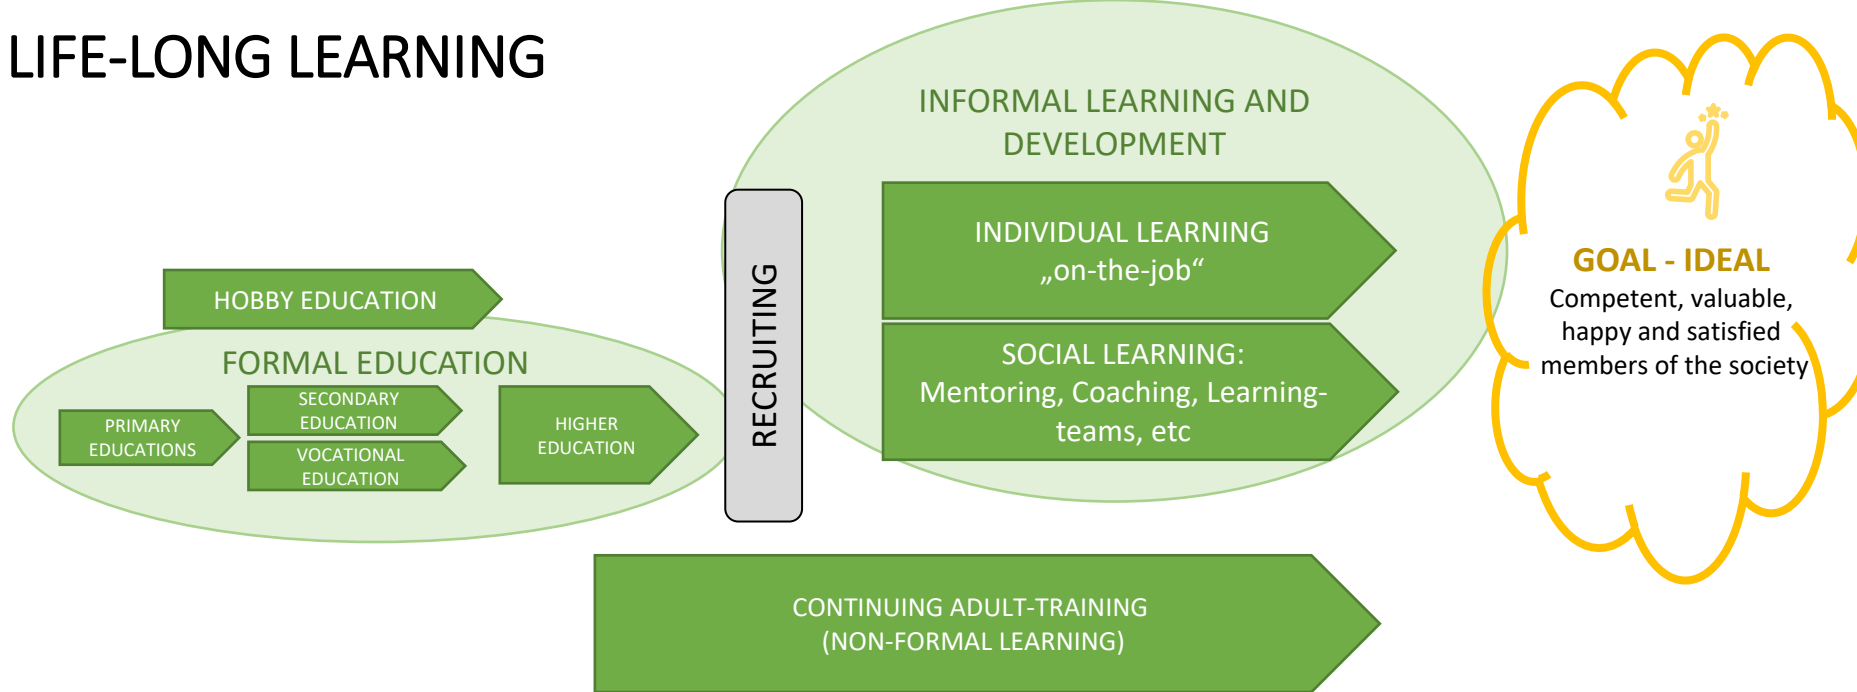 LIFE-LONG LEARNING
HOBBY EDUCATION
FORMAL EDUCATION
PRIMARY
EDUCATIONS
SECONDARY
EDUCATION
VOCATIONAL
EDUCATION
HIGHER
EDUCATION
RECRUITING
INFORMAL LEARNING AND
DEVELOPMENT
INDIVIDUAL LEARNING
„on-the-job“
SOCIAL LEARNING:
Mentoring, Coaching, Learning-
teams, etc
CONTINUING ADULT-TRAINING
(NON-FORMAL LEARNING)
GOAL - IDEAL
Competent, valuable,
happy and satisfied
members of the society